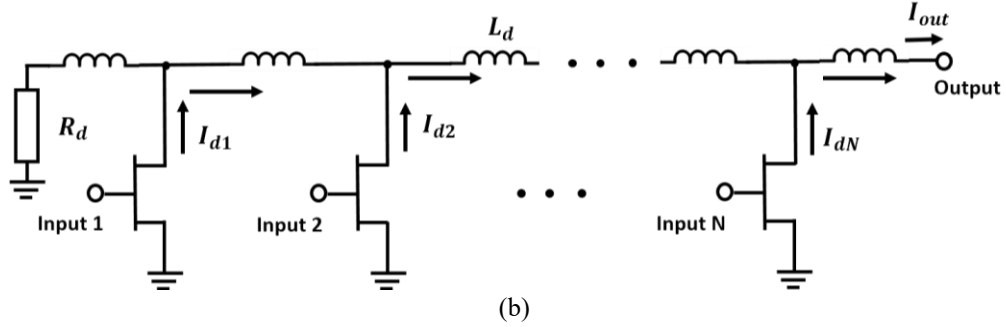 I_out
L_d
Output
R_d
I_d1
I_d2
I_dN
Input 1
Input 2
Input N
(b)